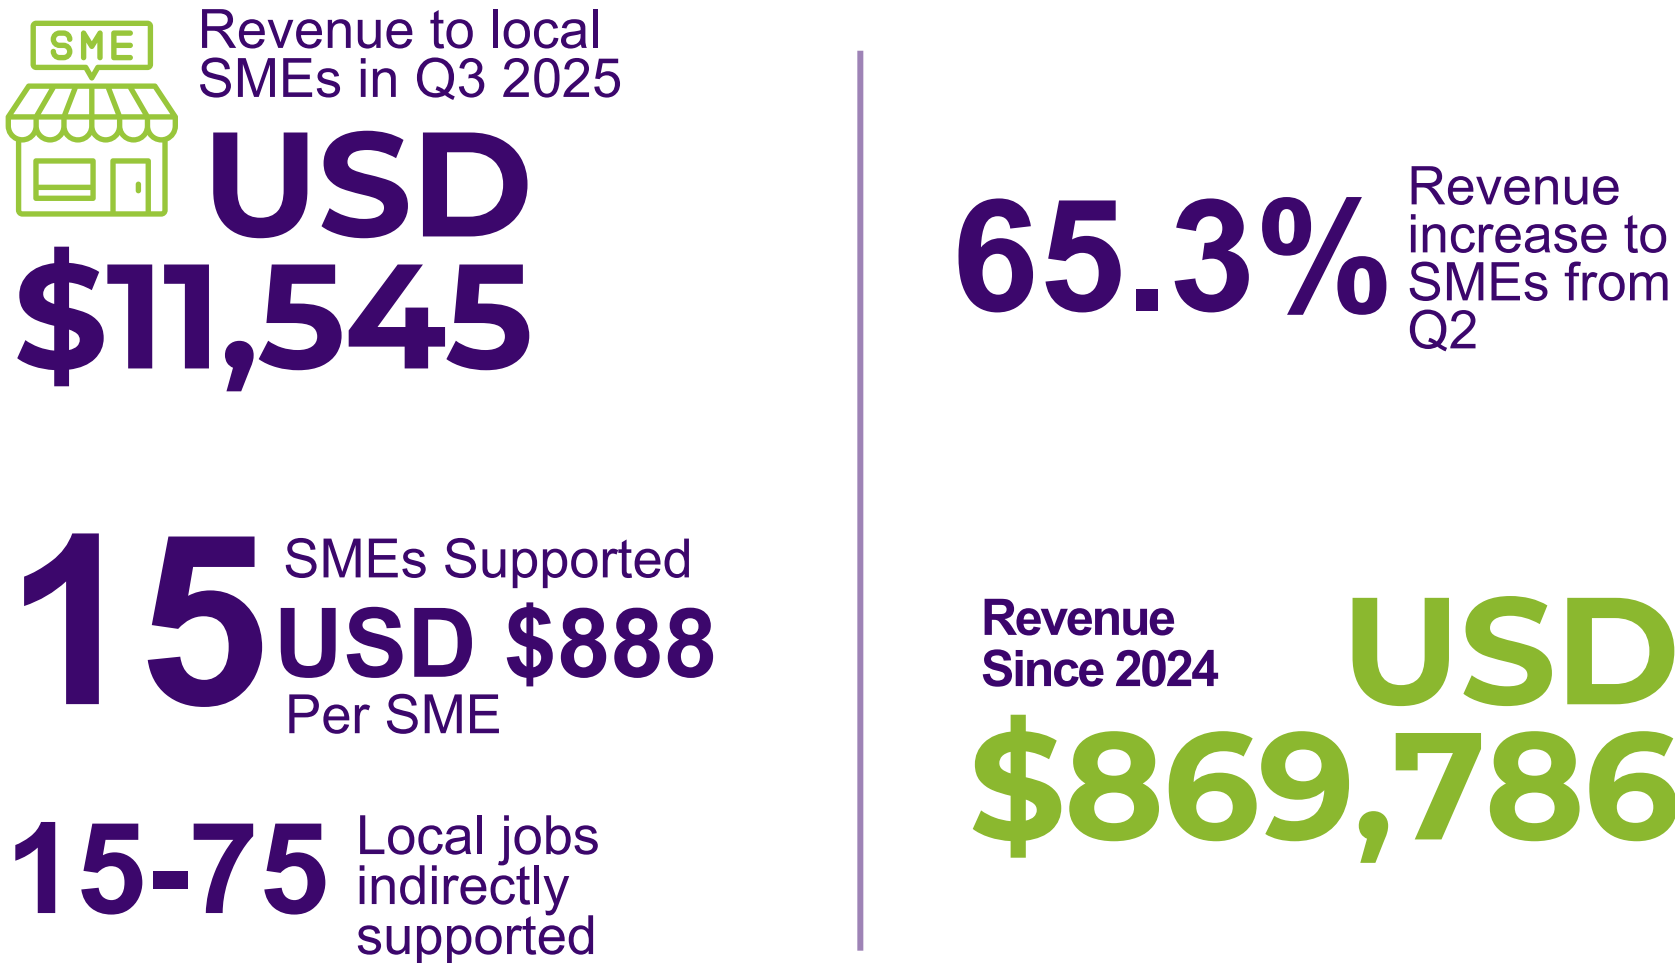 SME
Revenue to local
SMEs in Q3 2025
USD
$11,545
15
SMEs Supported
USD $888
Per SME
15-75
Local jobs
indirectly
supported
65.3%
Revenue
increase to
SMEs from
Q2
Revenue
Since 2024
USD
$869,786